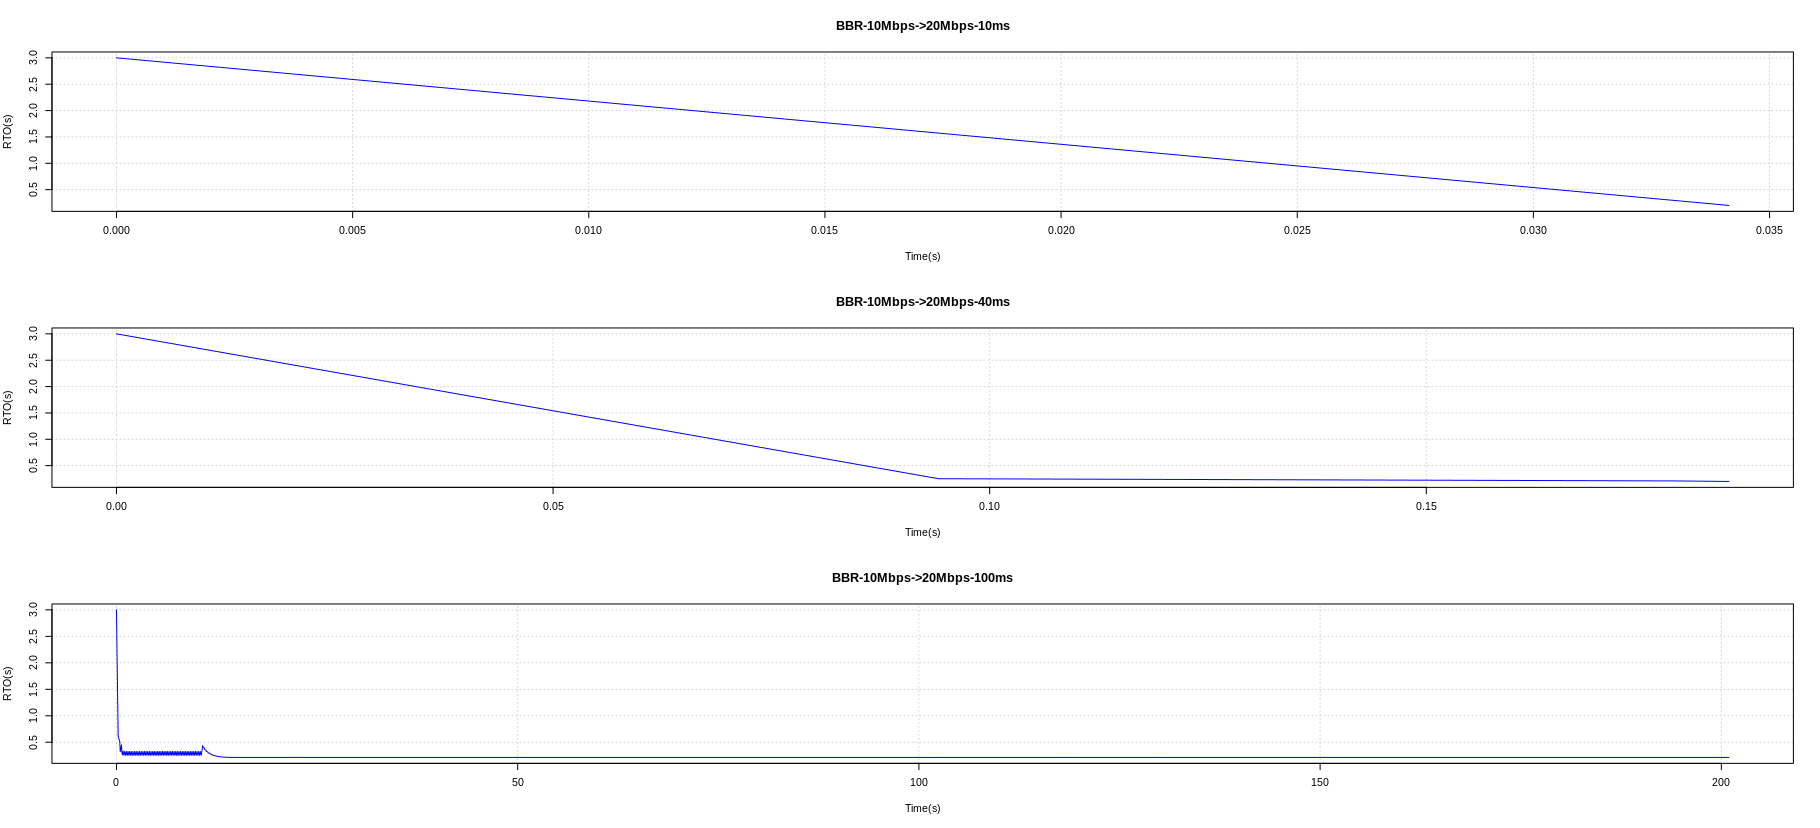 BBR-10Mbps->20Mbps-10ms
RTO(s)
3.0
2.5
2.0
1.5
1.0
0.5
0.000 0.005 0.010 0.015 0.020 0.025 0.030 0.035
Time(s)
BBR-10Mbps->20Mbps-40ms
RTO(s)
3.0
2.5
2.0
1.5
1.0
0.5
0.00 0.05 0.10 0.15
Time(s)
BBR-10Mbps->20Mbps-100ms
RTO(s)
3.0
2.5
2.0
1.5
1.0
0.5
0 50 100 150 200
Time(s)